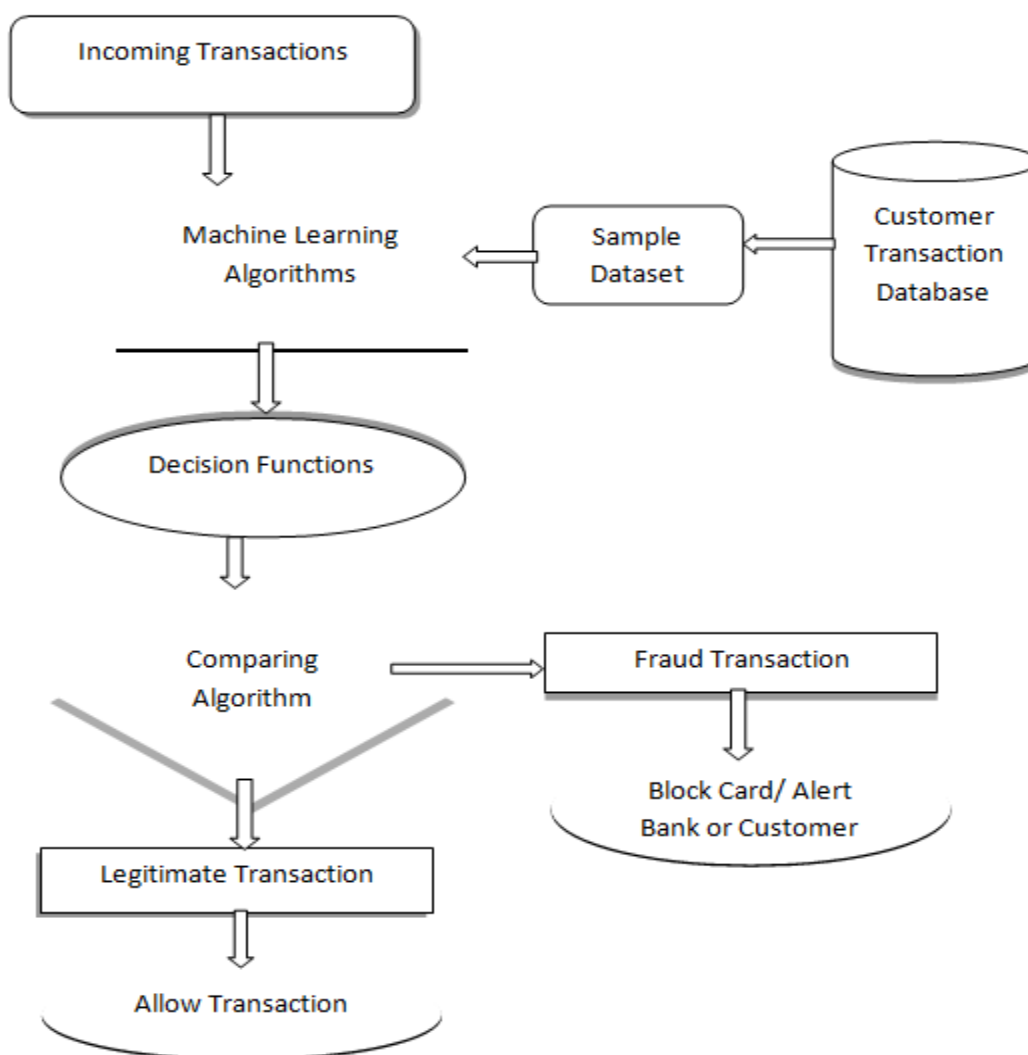 Incoming Transactions
Machine Learning
Algorithms
Sample
Dataset
Customer
Transaction
Database
Decision Functions
Comparing
Algorithm
Fraud Transaction
Block Card/ Alert
Bank or Customer
Legitimate Transaction
Allow Transaction